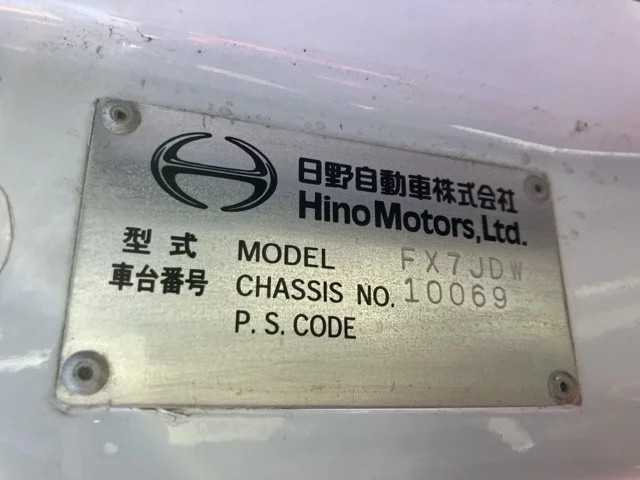 日野自動車株式会社
Hino Motors, Ltd.
型式 MODEL FX7JDW
車台番号 CHASSIS NO. 10069
P. S. CODE